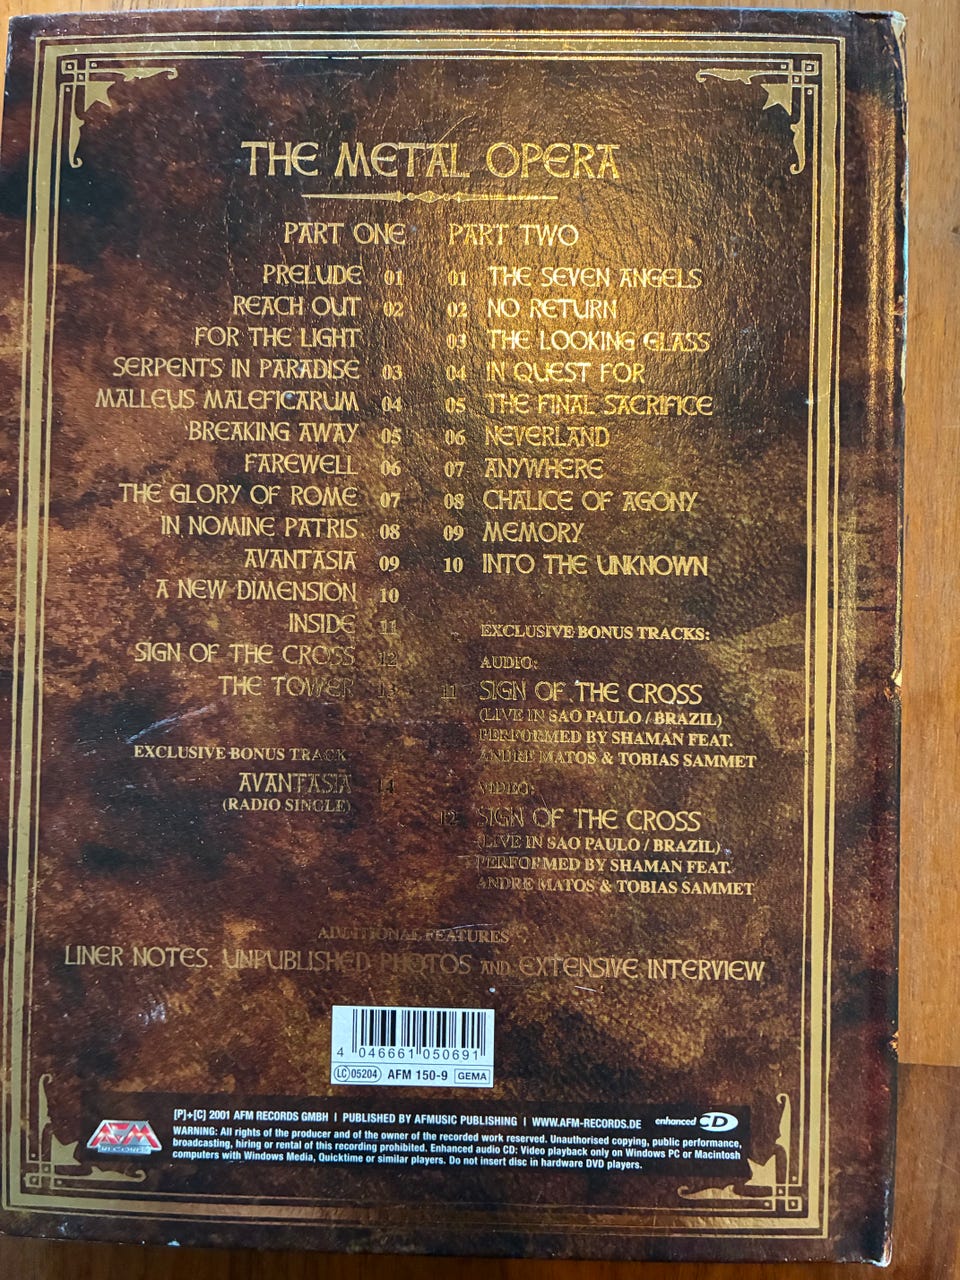 THE METAL OPERA
PART ONE
PRELUDE 01
REACH OUT 02
FOR THE LIGHT
SERPENTS IN PARADISE 03
MALLEUS MALEFICARUM 04
BREAKING AWAY 05
FAREWELL 06
THE GLORY OF ROME 07
IN NOMINE PATRIS 08
AVANTASIA 09
A NEW DIMENSION 10
INSIDE 11
SIGN OF THE CROSS 12
THE TOWER 13
EXCLUSIVE BONUS TRACK:
AVANTASIA 14
(RADIO SINGLE)
PART TWO
01 THE SEVEN ANGELS
02 NO RETURN
03 THE LOOKING GLASS
04 IN QUEST FOR
05 THE FINAL SACRIFICE
06 NEVERLAND
07 ANYWHERE
08 CHALICE OF AGONY
09 MEMORY
10 INTO THE UNKNOWN
EXCLUSIVE BONUS TRACKS:
AUDIO:
11 SIGN OF THE CROSS
(LIVE IN SAO PAULO / BRAZIL)
PERFORMED BY SHAMAN FEAT.
ANDRE MATOS & TOBIAS SAMMET
VIDEO:
12 SIGN OF THE CROSS
(LIVE IN SAO PAULO / BRAZIL)
PERFORMED BY SHAMAN FEAT.
ANDRE MATOS & TOBIAS SAMMET
ADDITIONAL FEATURES
LINER NOTES, UNPUBLISHED PHOTOS AND EXTENSIVE INTERVIEW
4 046661 050691
LC 05204 AFM 150-9 GEMA
AFM
RECORDS
[P]+[C] 2001 AFM RECORDS GMBH | PUBLISHED BY AFMUSIC PUBLISHING | WWW.AFM-RECORDS.DE enhanced CD
WARNING: All rights of the producer and of the owner of the recorded work reserved. Unauthorised copying, public performance,
broadcasting, hiring or rental of this recording prohibited. Enhanced audio CD: Video playback only on Windows PC or Macintosh
computers with Windows Media, Quicktime or similar players. Do not insert disc in hardware DVD players.